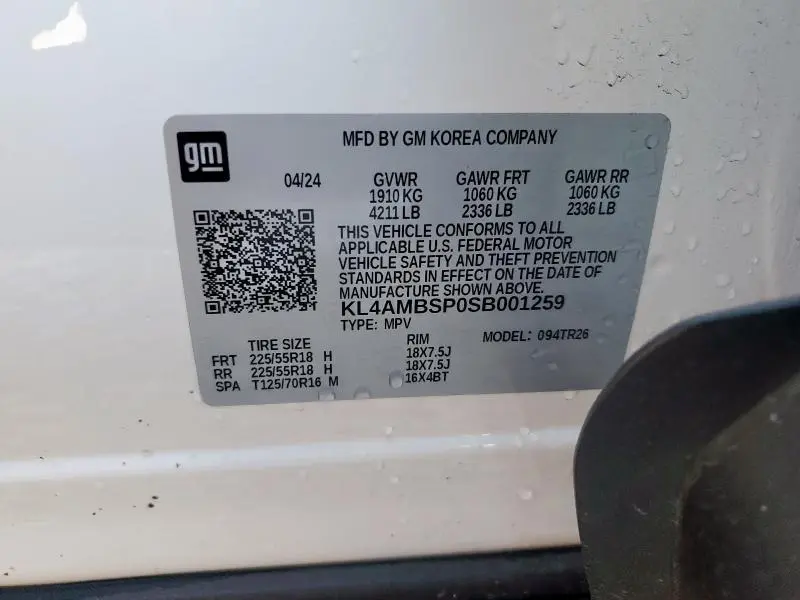 gm
MFD BY GM KOREA COMPANY
04/24 GVWR GAWR FRT GAWR RR
1910 KG 1060 KG 1060 KG
4211 LB 2336 LB 2336 LB
THIS VEHICLE CONFORMS TO ALL
APPLICABLE U.S. FEDERAL MOTOR
VEHICLE SAFETY AND THEFT PREVENTION
STANDARDS IN EFFECT ON THE DATE OF
MANUFACTURE SHOWN ABOVE.
KL4AMBSP0SB001259
TYPE: MPV MODEL: 094TR26
TIRE SIZE RIM
FRT 225/55R18 H 18X7.5J
RR 225/55R18 H 18X7.5J
SPA T125/70R16 M 16X4BT